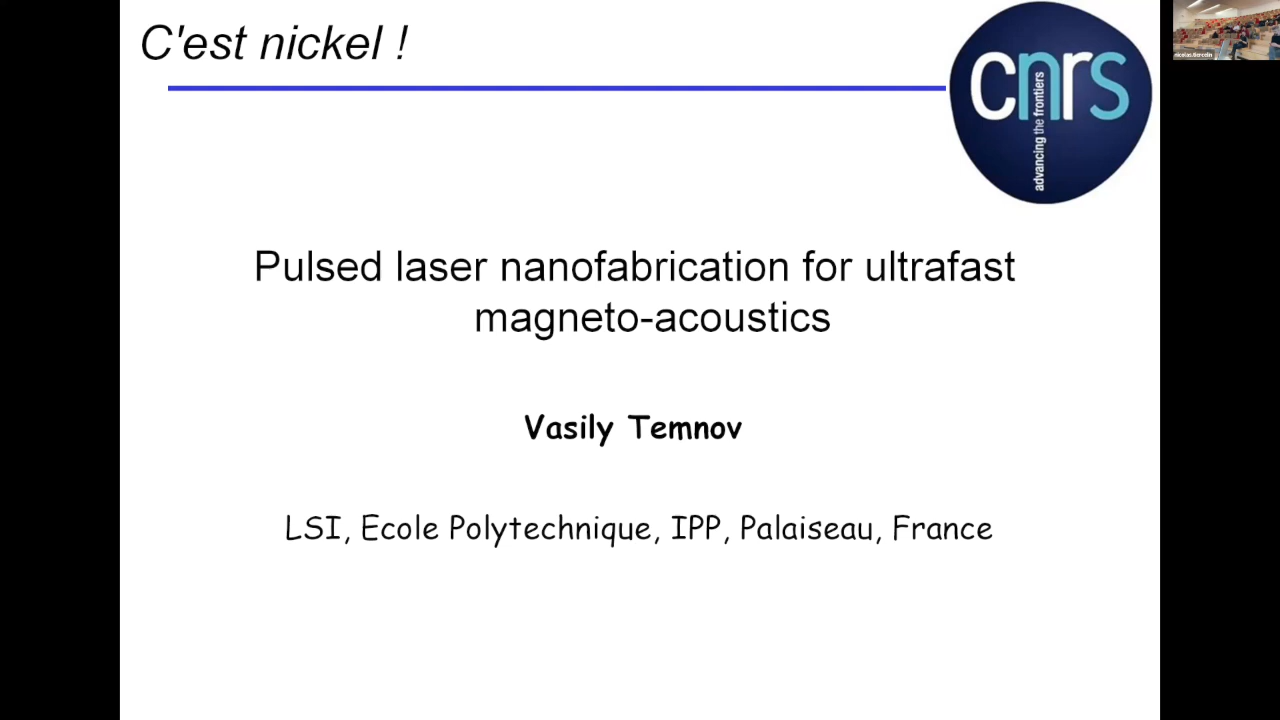 C'est nickel !
cnrs
advancing the frontiers
Pulsed laser nanofabrication for ultrafast
magneto-acoustics
Vasily Temnov
LSI, Ecole Polytechnique, IPP, Palaiseau, France